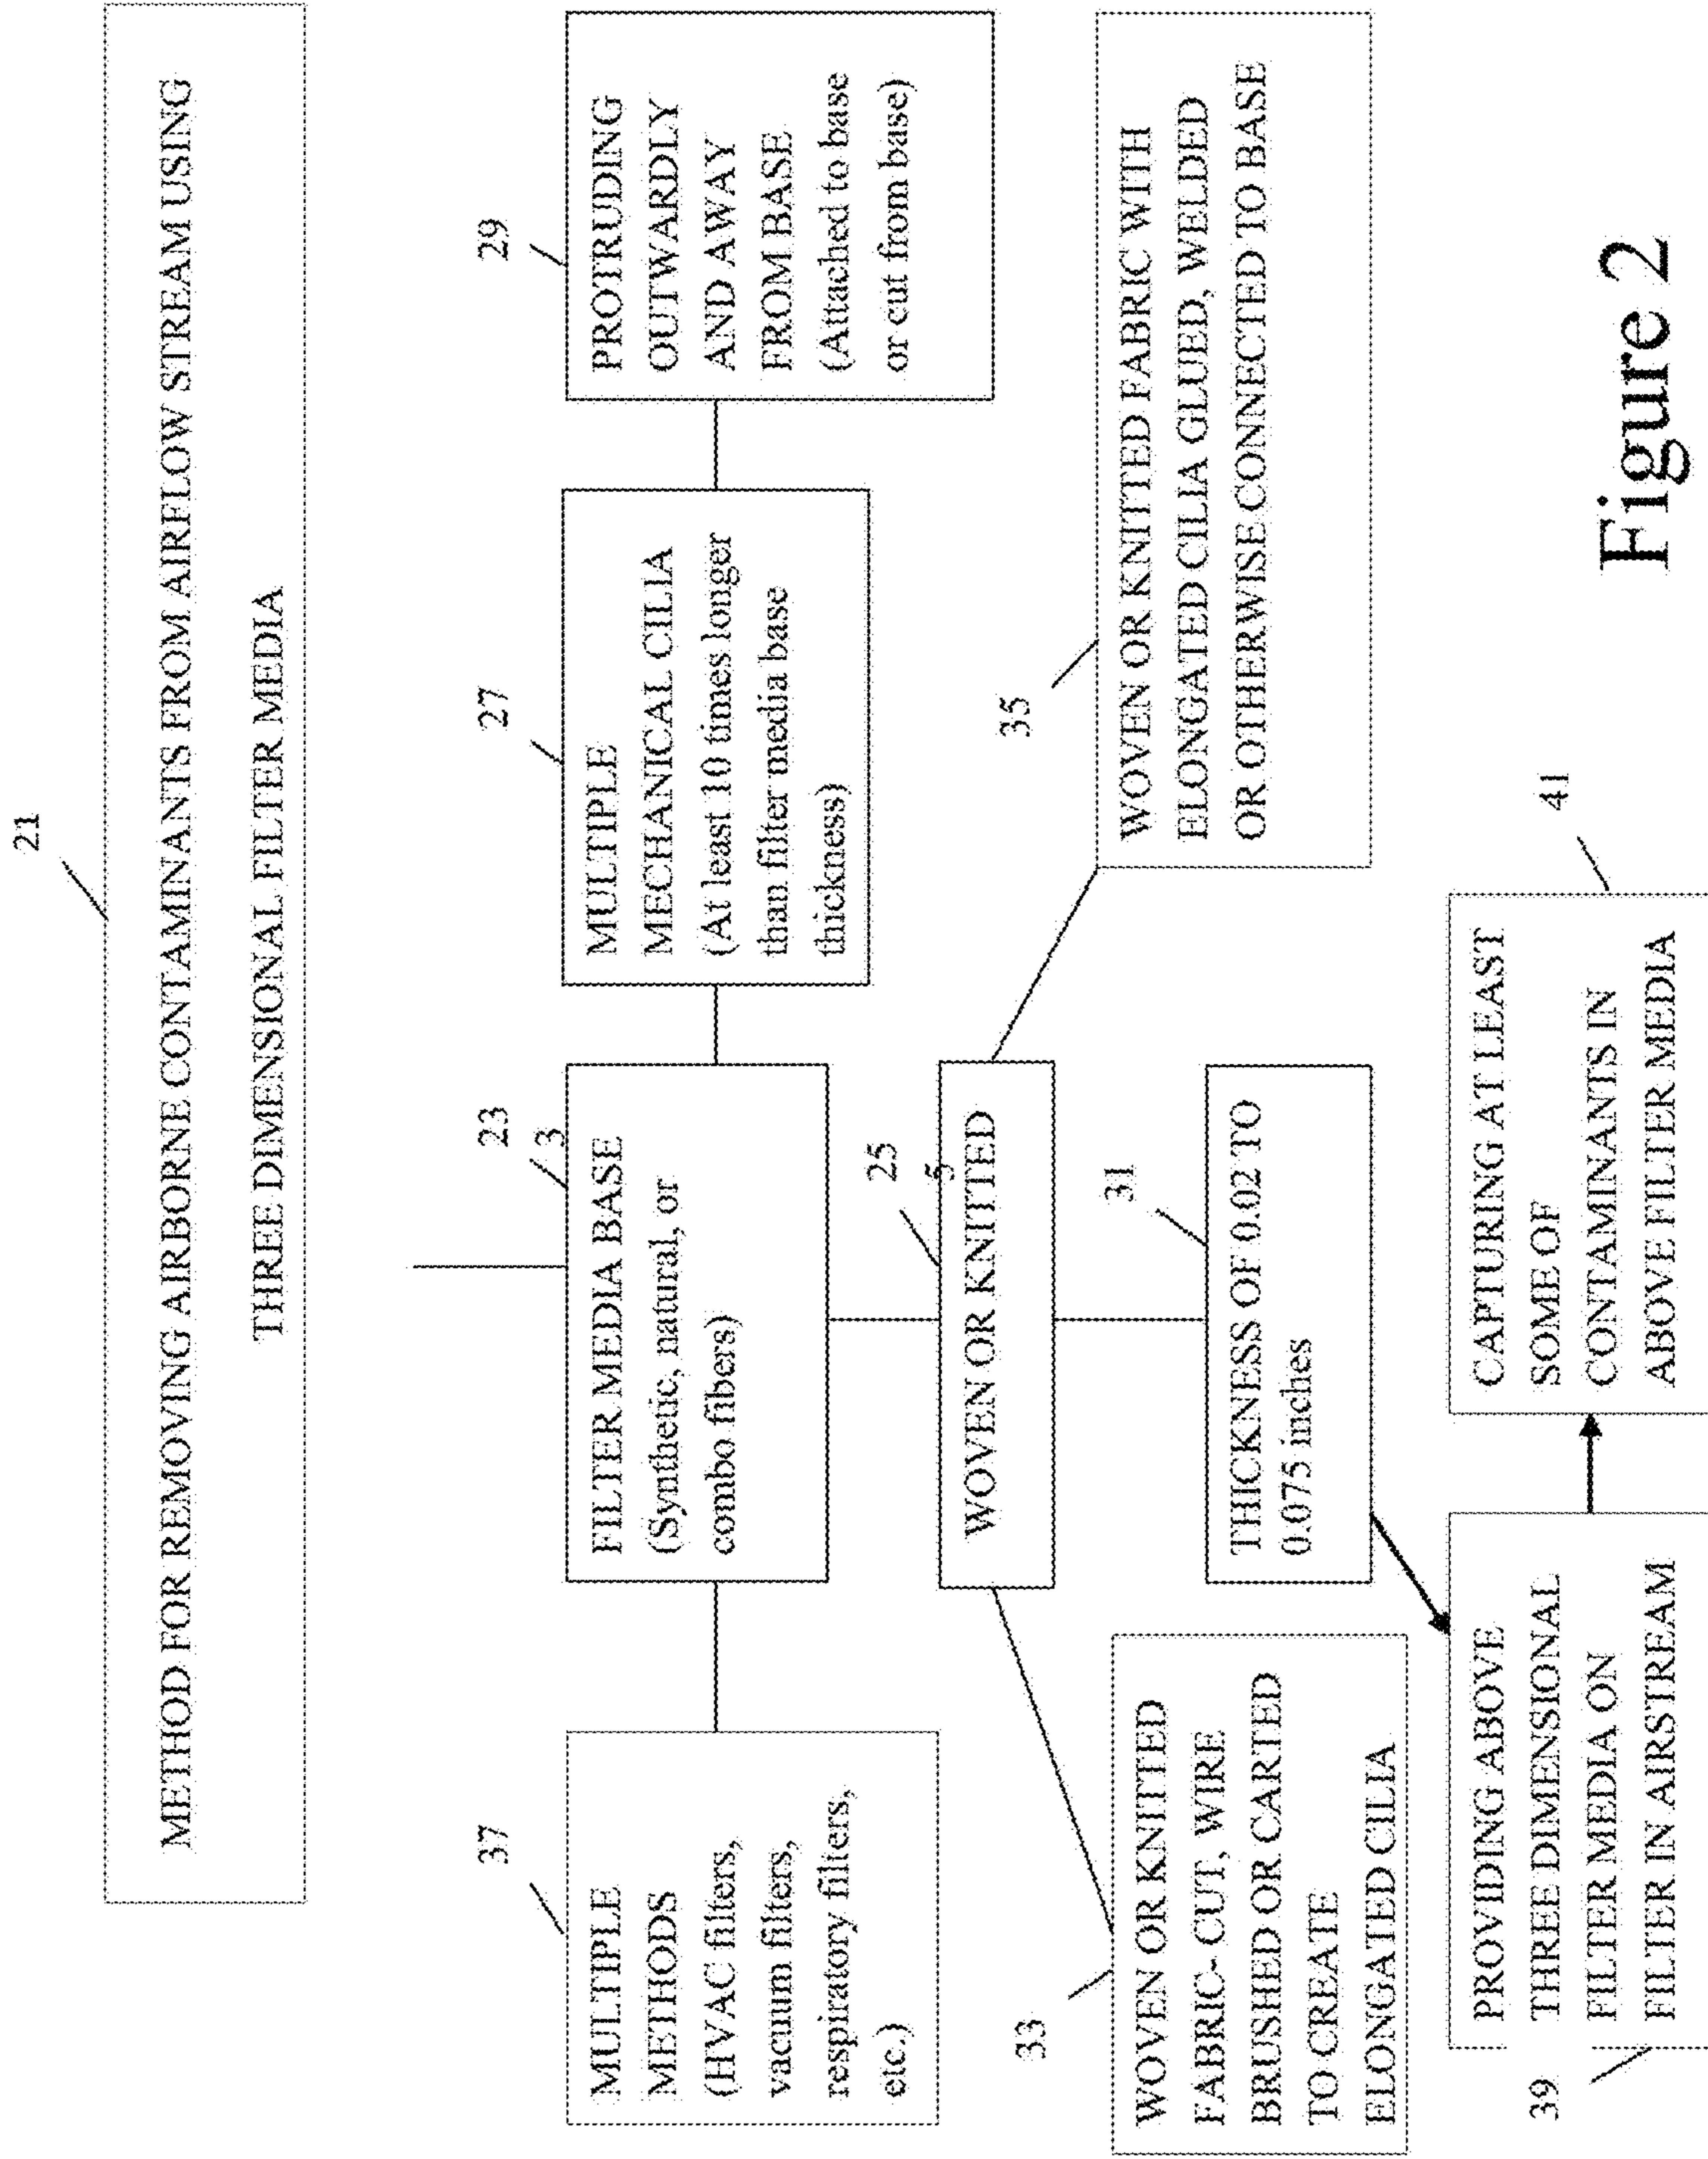 21
METHOD FOR REMOVING AIRBORNE CONTAMINANTS FROM AIRFLOW STREAM USING
THREE DIMENSIONAL FILTER MEDIA
37
MULTIPLE
METHODS
(HVAC filters,
vacuum filters,
respiratory filters,
etc.)
23
3
FILTER MEDIA BASE
(Synthetic, natural, or
combo fibers)
27
MULTIPLE
MECHANICAL CILIA
(At least 10 times longer
than filter media base
thickness)
29
PROTRUDING
OUTWARDLY
AND AWAY
FROM BASE
(Attached to base
or cut from base)
25
5
WOVEN OR KNITTED
33
WOVEN OR KNITTED
FABRIC- CUT, WIRE
BRUSHED OR CARTED
TO CREATE
ELONGATED CILIA
31
THICKNESS OF 0.02 TO
0.075 inches
35
WOVEN OR KNITTED FABRIC WITH
ELONGATED CILIA GLUED, WELDED
OR OTHERWISE CONNECTED TO BASE
39
PROVIDING ABOVE
THREE DIMENSIONAL
FILTER MEDIA ON
FILTER IN AIRSTREAM
41
CAPTURING AT LEAST
SOME OF
CONTAMINANTS IN
ABOVE FILTER MEDIA
Figure 2